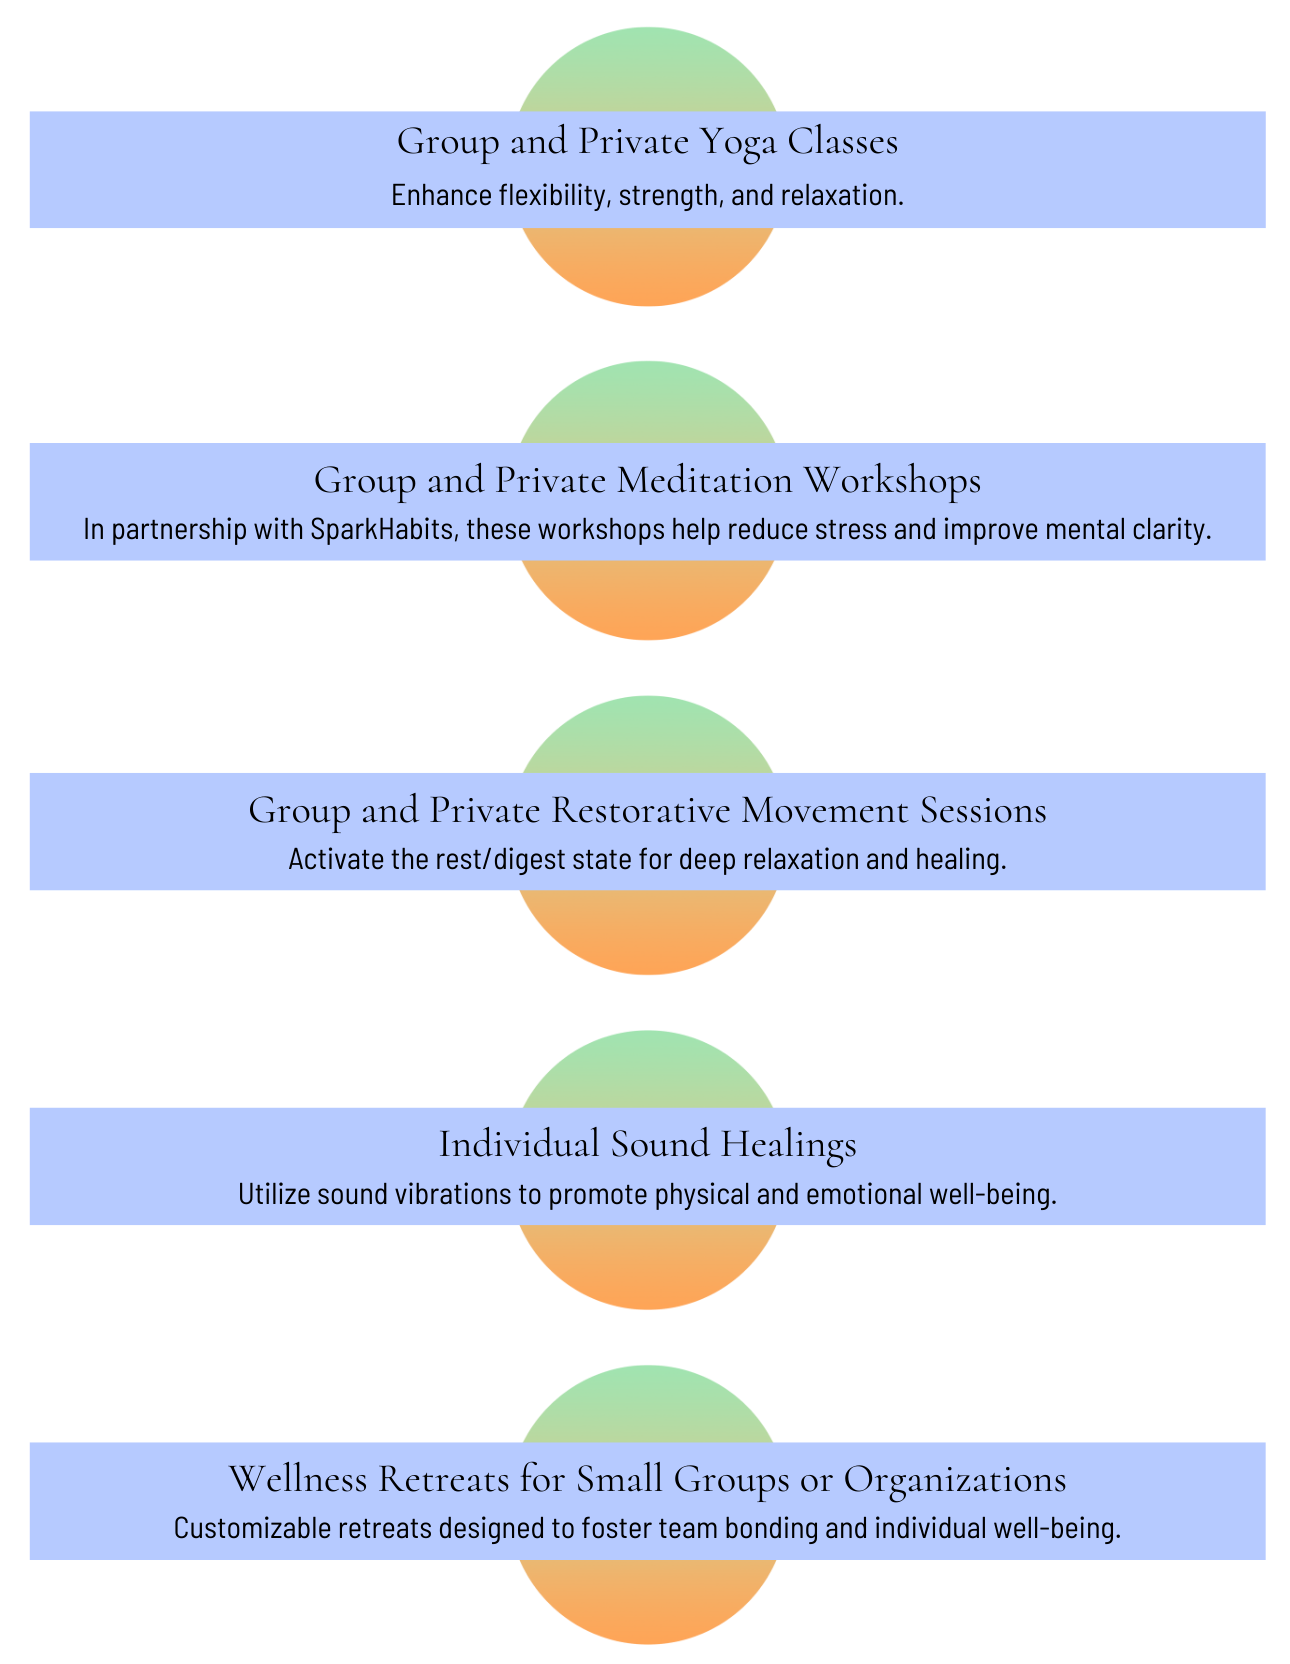 Group and Private Yoga Classes
Enhance flexibility, strength, and relaxation.
Group and Private Meditation Workshops
In partnership with SparkHabits, these workshops help reduce stress and improve mental clarity.
Group and Private Restorative Movement Sessions
Activate the rest/digest state for deep relaxation and healing.
Individual Sound Healings
Utilize sound vibrations to promote physical and emotional well-being.
Wellness Retreats for Small Groups or Organizations
Customizable retreats designed to foster team bonding and individual well-being.